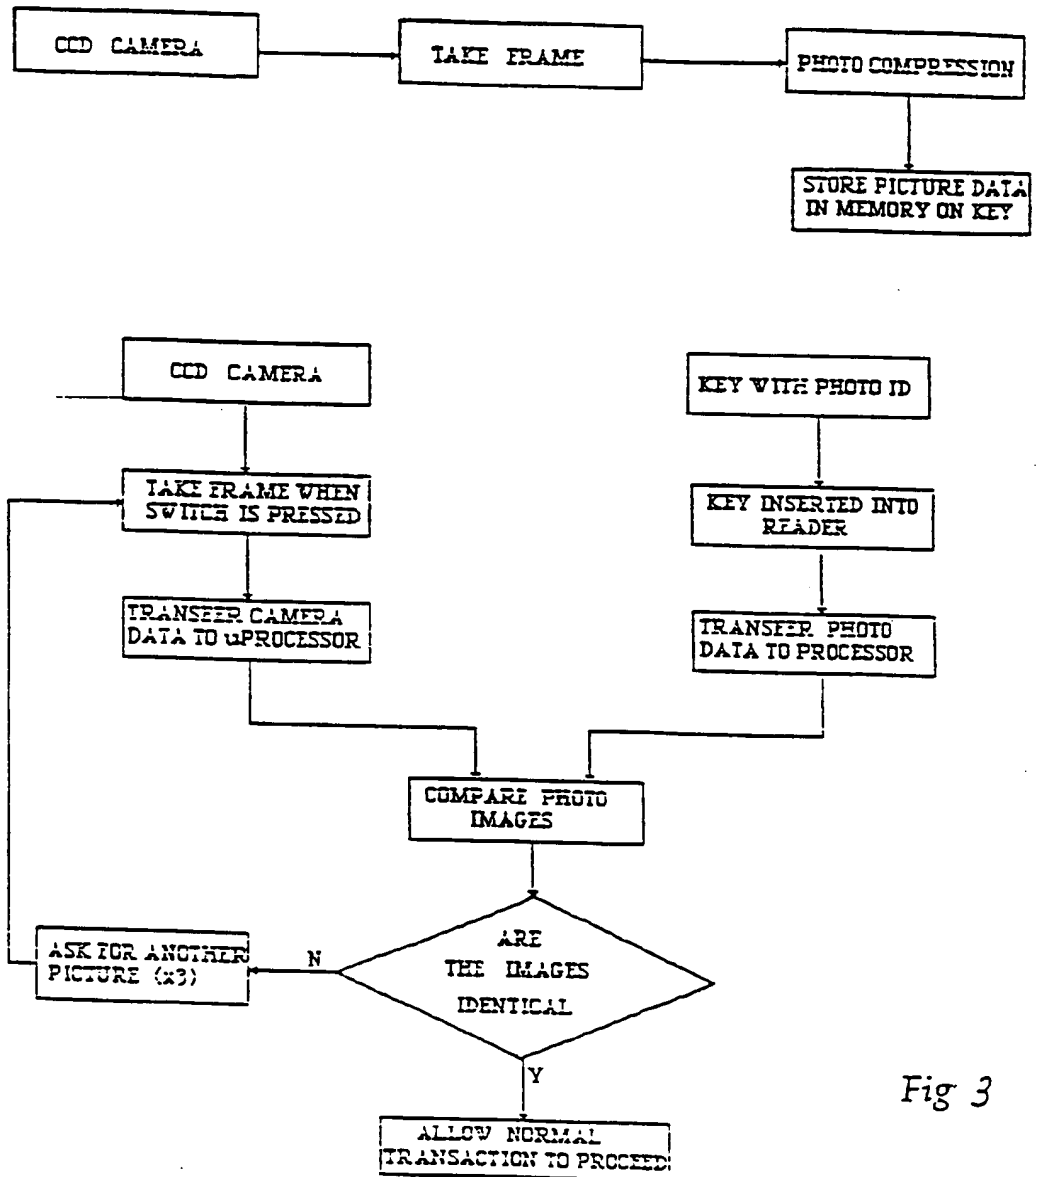 CCD CAMERA
TAKE FRAME
PHOTO COMPRESSION
STORE PICTURE DATA
IN MEMORY ON KEY
CCD CAMERA
KEY WITH PHOTO ID
TAKE FRAME WHEN
SWITCH IS PRESSED
KEY INSERTED INTO
READER
TRANSFER CAMERA
DATA TO uPROCESSOR
TRANSFER PHOTO
DATA TO PROCESSOR
COMPARE PHOTO
IMAGES
ARE
THE IMAGES
IDENTICAL
N
ASK FOR ANOTHER
PICTURE (x3)
Y
ALLOW NORMAL
TRANSACTION TO PROCEED
Fig 3